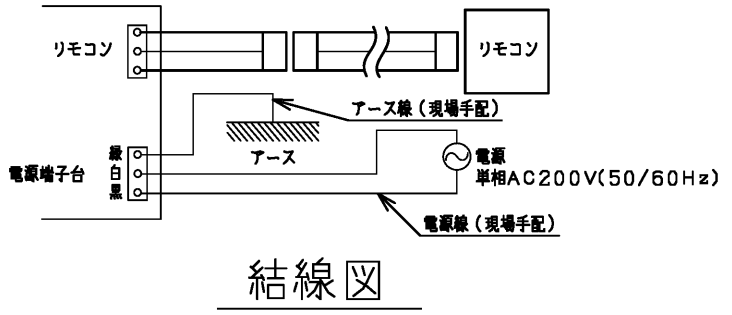 リモコン
リモコン
アース線(現場手配)
アース
緑
電源端子台
白
黒
電源
単相AC200V(50/60Hz)
電源線(現場手配)
結線図